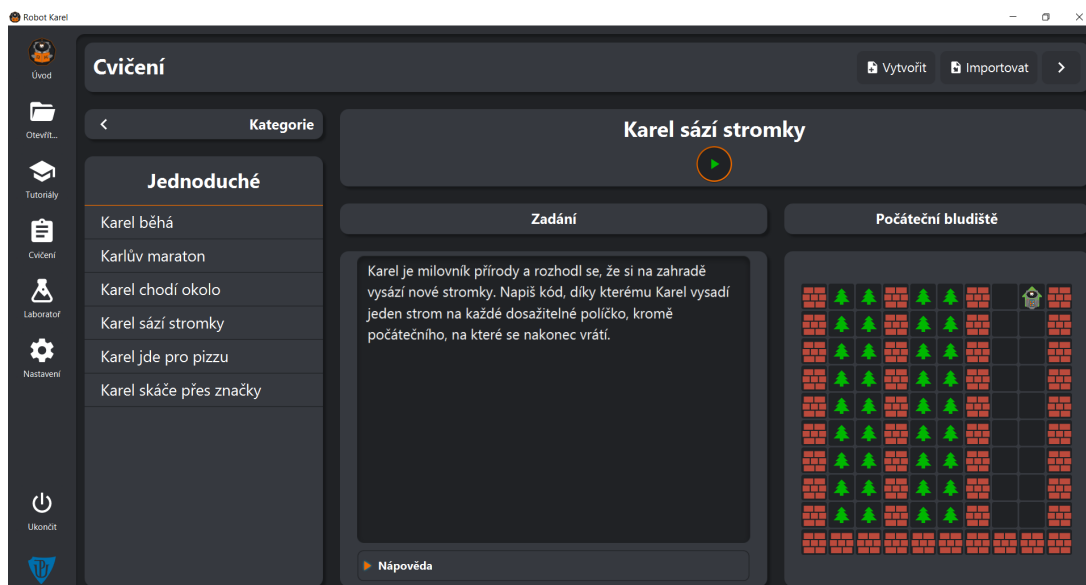 Robot Karel
Úvod
Otevřít...
Tutoriály
Cvičení
Laboratoř
Nastavení
Ukončit
Cvičení
Vytvořit
Importovat
Kategorie
Jednoduché
Karel běhá
Karlův maraton
Karel chodí okolo
Karel sází stromky
Karel jde pro pizzu
Karel skáče přes značky
Karel sází stromky
Zadání
Karel je milovník přírody a rozhodl se, že si na zahradě
vysází nové stromky. Napiš kód, díky kterému Karel vysadí
jeden strom na každé dosažitelné políčko, kromě
počátečního, na které se nakonec vrátí.
Nápověda
Počáteční bludiště